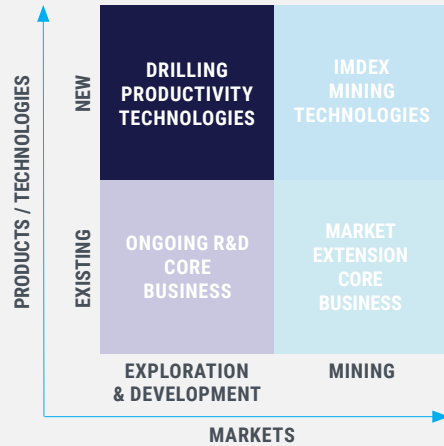 PRODUCTS / TECHNOLOGIES
NEW
DRILLING
PRODUCTIVITY
TECHNOLOGIES
IMDEX
MINING
TECHNOLOGIES
EXISTING
ONGOING R&D
CORE
BUSINESS
MARKET
EXTENSION
CORE
BUSINESS
EXPLORATION
& DEVELOPMENT
MINING
MARKETS